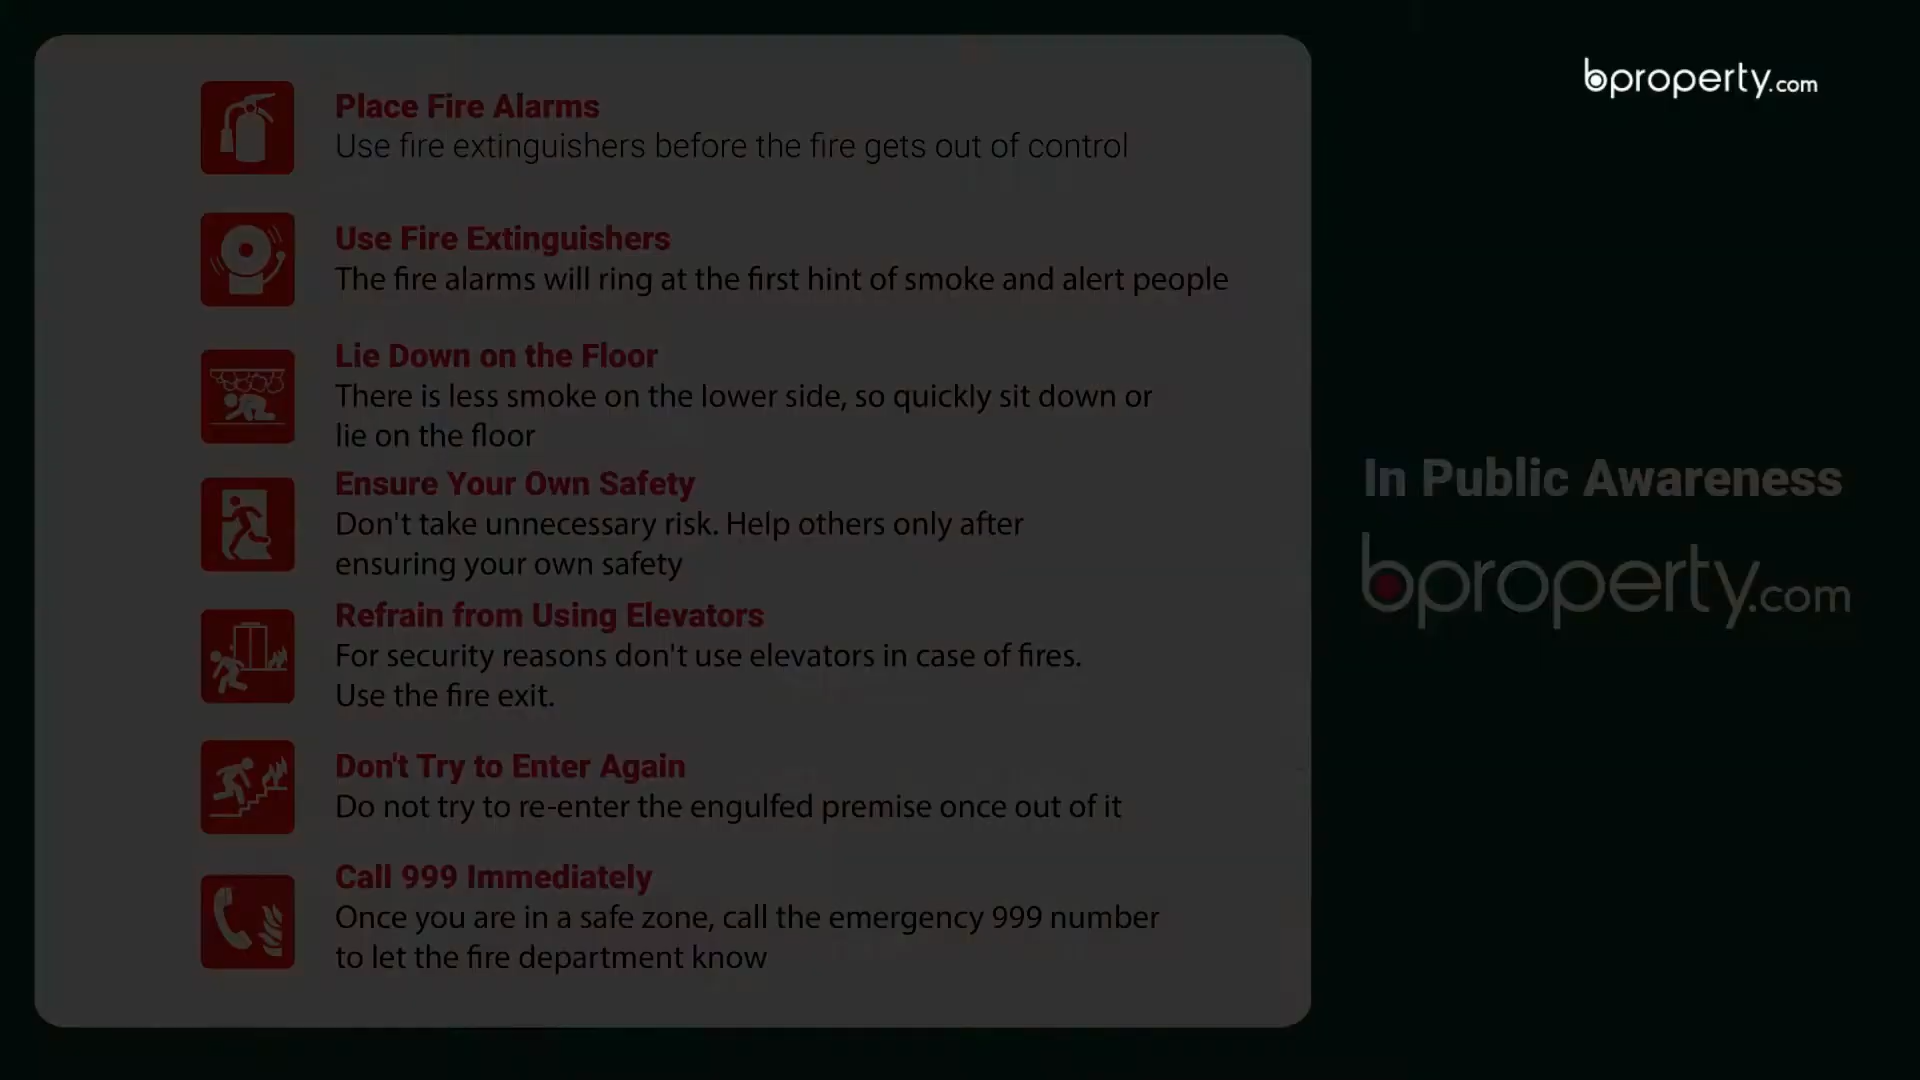 bproperty.com
Place Fire Alarms
Use fire extinguishers before the fire gets out of control
Use Fire Extinguishers
The fire alarms will ring at the first hint of smoke and alert people
Lie Down on the Floor
There is less smoke on the lower side, so quickly sit down or
lie on the floor
Ensure Your Own Safety
Don't take unnecessary risk. Help others only after
ensuring your own safety
Refrain from Using Elevators
For security reasons don't use elevators in case of fires.
Use the fire exit.
Don't Try to Enter Again
Do not try to re-enter the engulfed premise once out of it
Call 999 Immediately
Once you are in a safe zone, call the emergency 999 number
to let the fire department know
In Public Awareness
bproperty.com